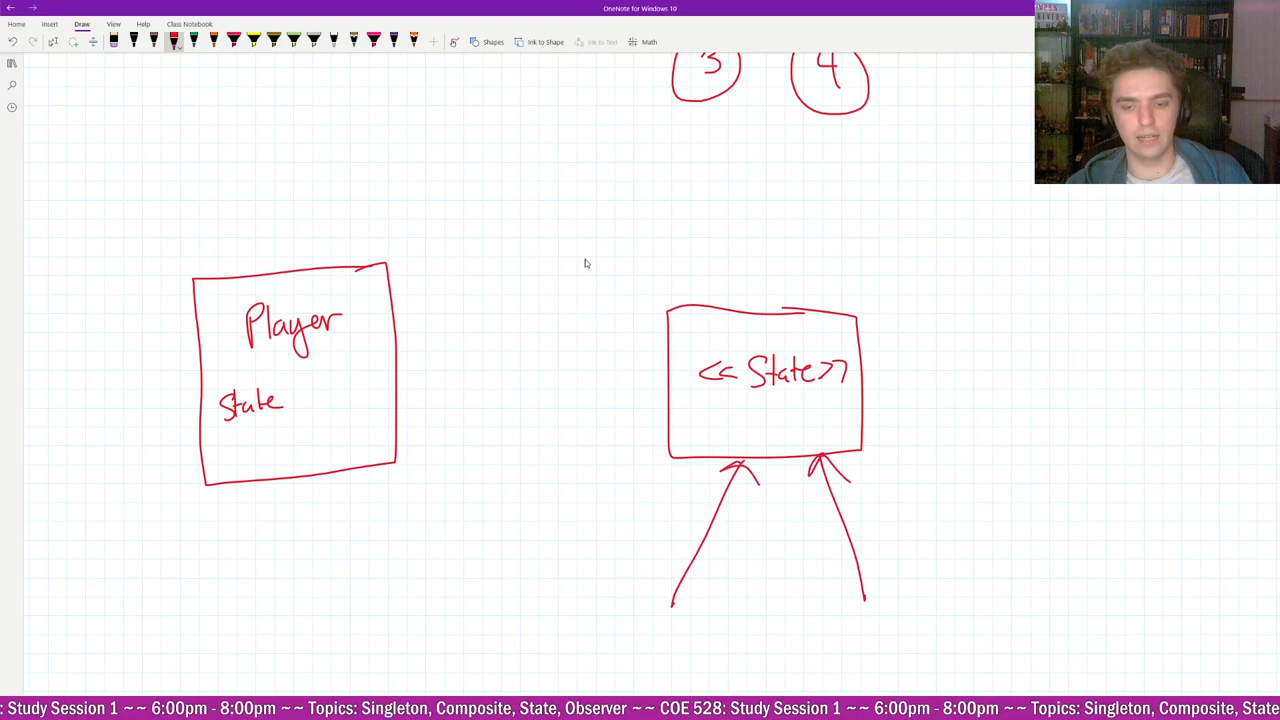 OneNote for Windows 10
Home Insert Draw View Help Class Notebook
Shapes Ink to Shape Ink to Text Math
3 4
Player
<< State >>
State
: Study Session 1 ~~ 6:00pm - 8:00pm ~~ Topics: Singleton, Composite, State, Observer ~~ COE 528: Study Session 1 ~~ 6:00pm - 8:00pm ~~ Topics: Singleton, Composite, State